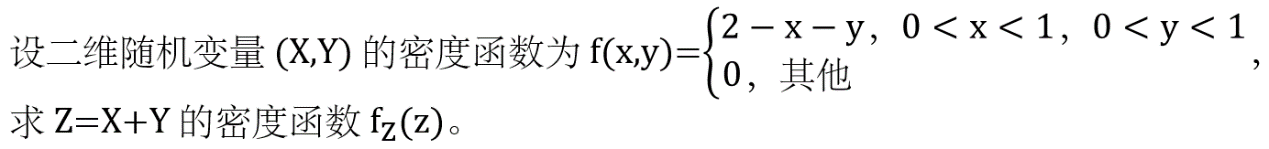 设二维随机变量 (X,Y) 的密度函数为 f(x,y)={2 − x − y, 0 < x < 1, 0 < y < 1
0, 其他,
求 Z=X+Y 的密度函数 f_Z(z)。